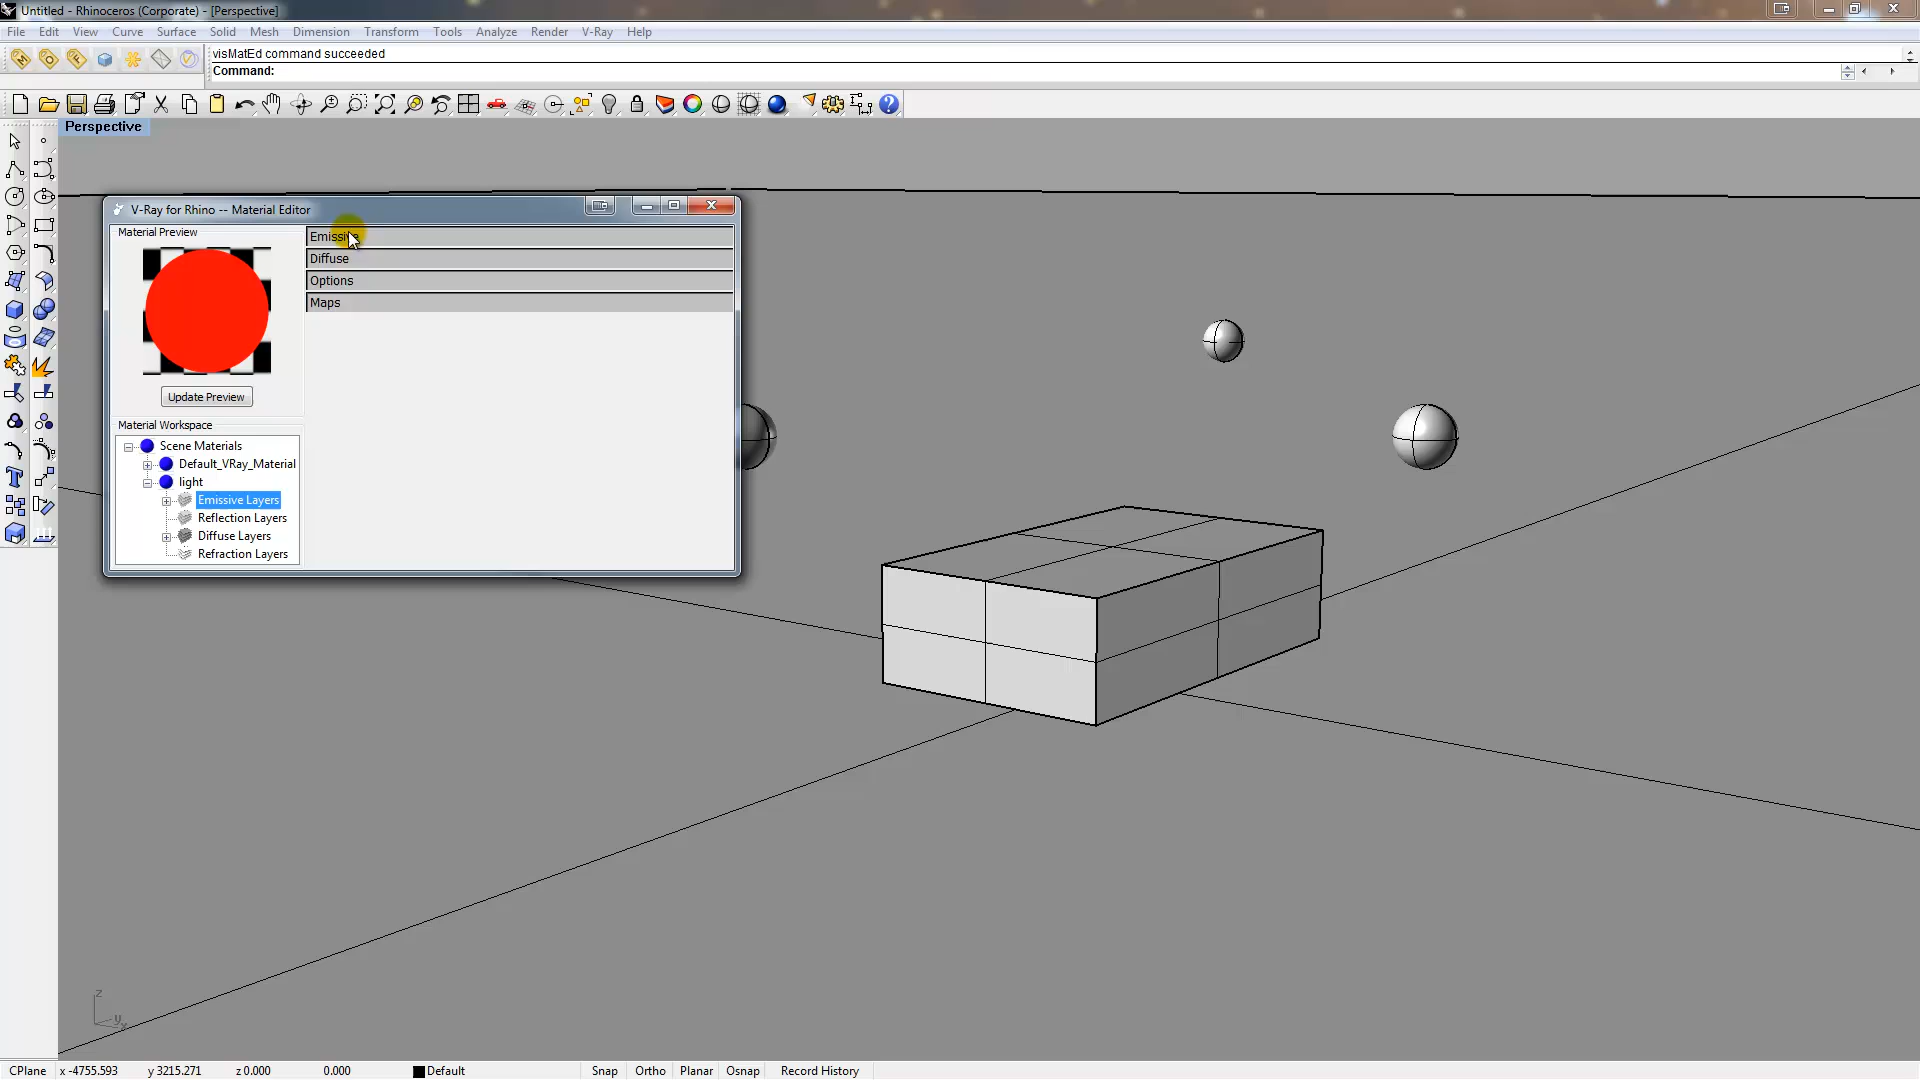 Untitled - Rhinoceros (Corporate) - [Perspective]
File Edit View Curve Surface Solid Mesh Dimension Transform Tools Analyze Render V-Ray Help
visMatEd command succeeded
Command:
Perspective
V-Ray for Rhino -- Material Editor
Material Preview
Emissive
Diffuse
Options
Maps
Update Preview
Material Workspace
Scene Materials
Default_VRay_Material
light
Emissive Layers
Reflection Layers
Diffuse Layers
Refraction Layers
z
y
x
CPlane x -4755.593 y 3215.271 z 0.000 0.000 Default Snap Ortho Planar Osnap Record History